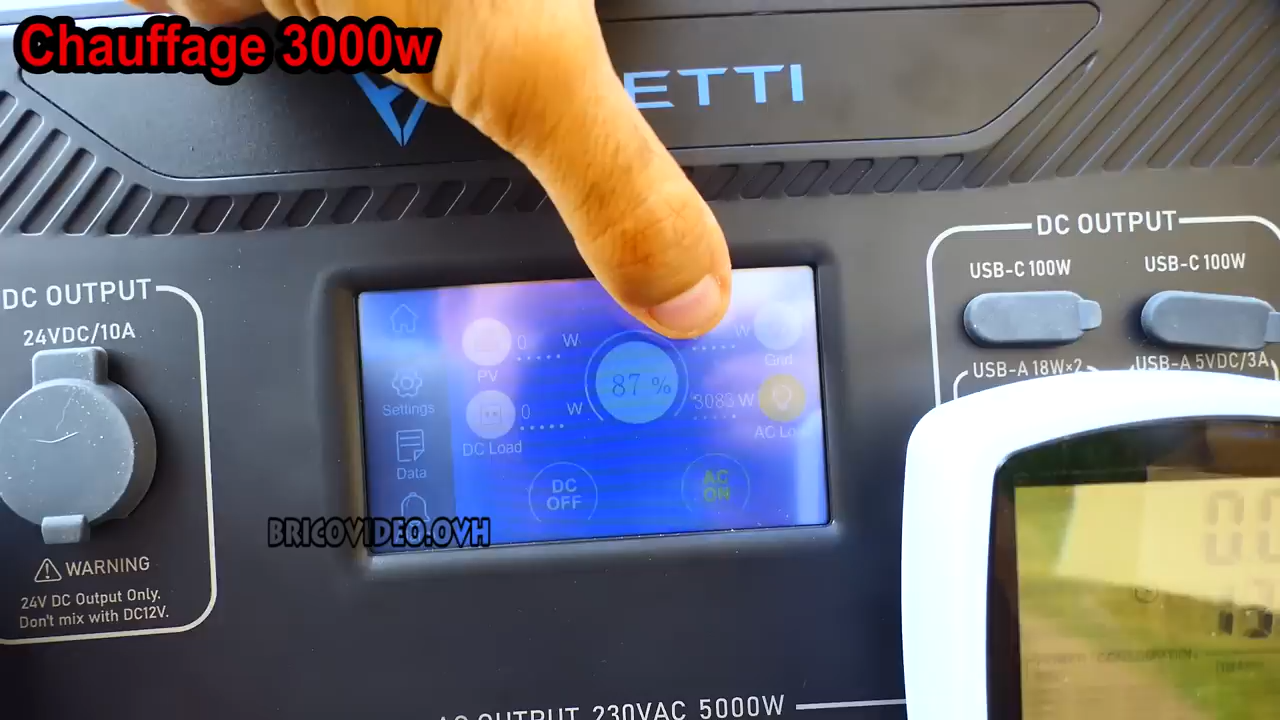 Chauffage 3000w
ETTI
DC OUTPUT
24VDC/10A
WARNING
24V DC Output Only.
Don't mix with DC12V.
Settings
Data
0 W
PV
0 W
DC Load
87 %
W
Grid
3083 W
AC
DC
OFF
AC
ON
BRICOVIDEO.OVH
DC OUTPUT
USB-C 100W
USB-C 100W
USB-A 18W×2
USB-A 5VDC/3A
AC OUTPUT 230VAC 5000W